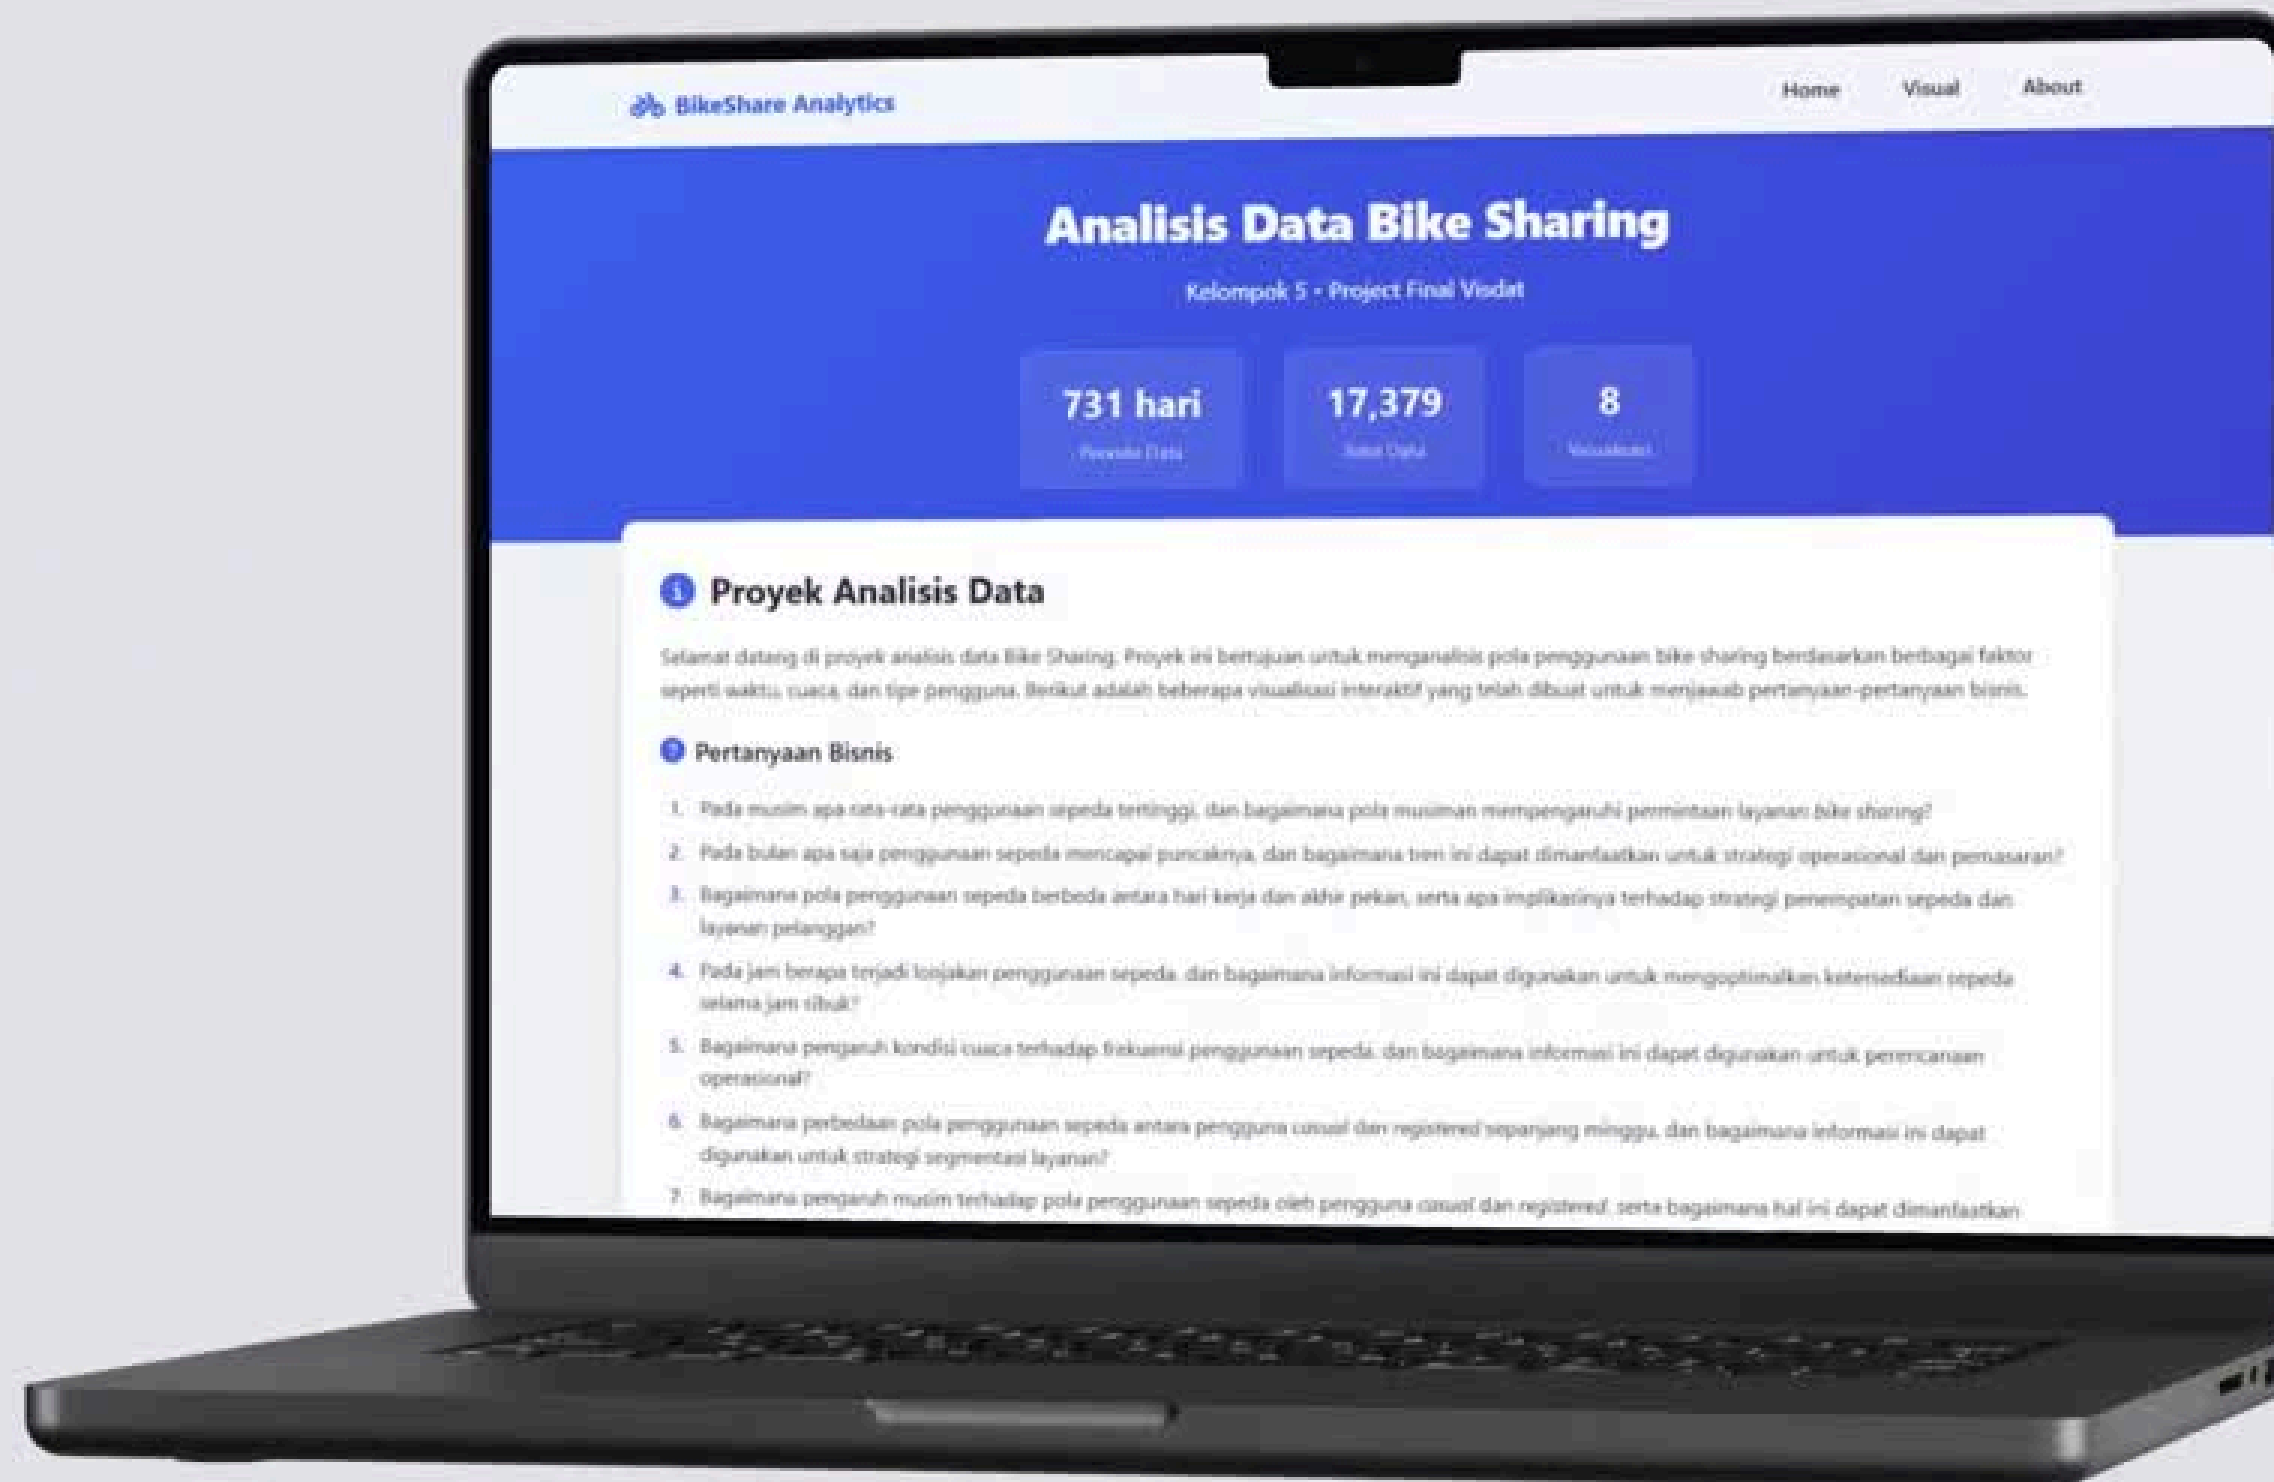 BikeShare Analytics
Home Visual About
Analisis Data Bike Sharing
Kelompok 5 • Project Final Visdat
731 hari 17,379 8
Periode Data Data Visualisasi
Proyek Analisis Data
Selamat datang di proyek analisis data Bike Sharing. Proyek ini bertujuan untuk menganalisis pola penggunaan bike sharing berdasarkan berbagai faktor
seperti waktu, cuaca, dan tipe pengguna. Berikut adalah beberapa visualisasi interaktif yang telah dibuat untuk menjawab pertanyaan-pertanyaan bisnis.
Pertanyaan Bisnis
1. Pada musim apa rata-rata penggunaan sepeda tertinggi, dan bagaimana pola musiman mempengaruhi permintaan layanan bike sharing?
2. Pada bulan apa saja penggunaan sepeda mencapai puncaknya, dan bagaimana tren ini dapat dimanfaatkan untuk strategi operasional dan pemasaran?
3. Bagaimana pola penggunaan sepeda berbeda antara hari kerja dan akhir pekan, serta apa implikasinya terhadap strategi penempatan sepeda dan
layanan pelanggan?
4. Pada jam berapa terjadi lonjakan penggunaan sepeda, dan bagaimana informasi ini dapat digunakan untuk mengoptimalkan ketersediaan sepeda
selama jam sibuk?
5. Bagaimana pengaruh kondisi cuaca terhadap frekuensi penggunaan sepeda, dan bagaimana informasi ini dapat digunakan untuk perencanaan
operasional?
6. Bagaimana perbedaan pola penggunaan sepeda antara pengguna casual dan registered sepanjang minggu, dan bagaimana informasi ini dapat
digunakan untuk strategi segmentasi layanan?
7. Bagaimana pengaruh musim terhadap pola penggunaan sepeda oleh pengguna casual dan registered, serta bagaimana hal ini dapat dimanfaatkan